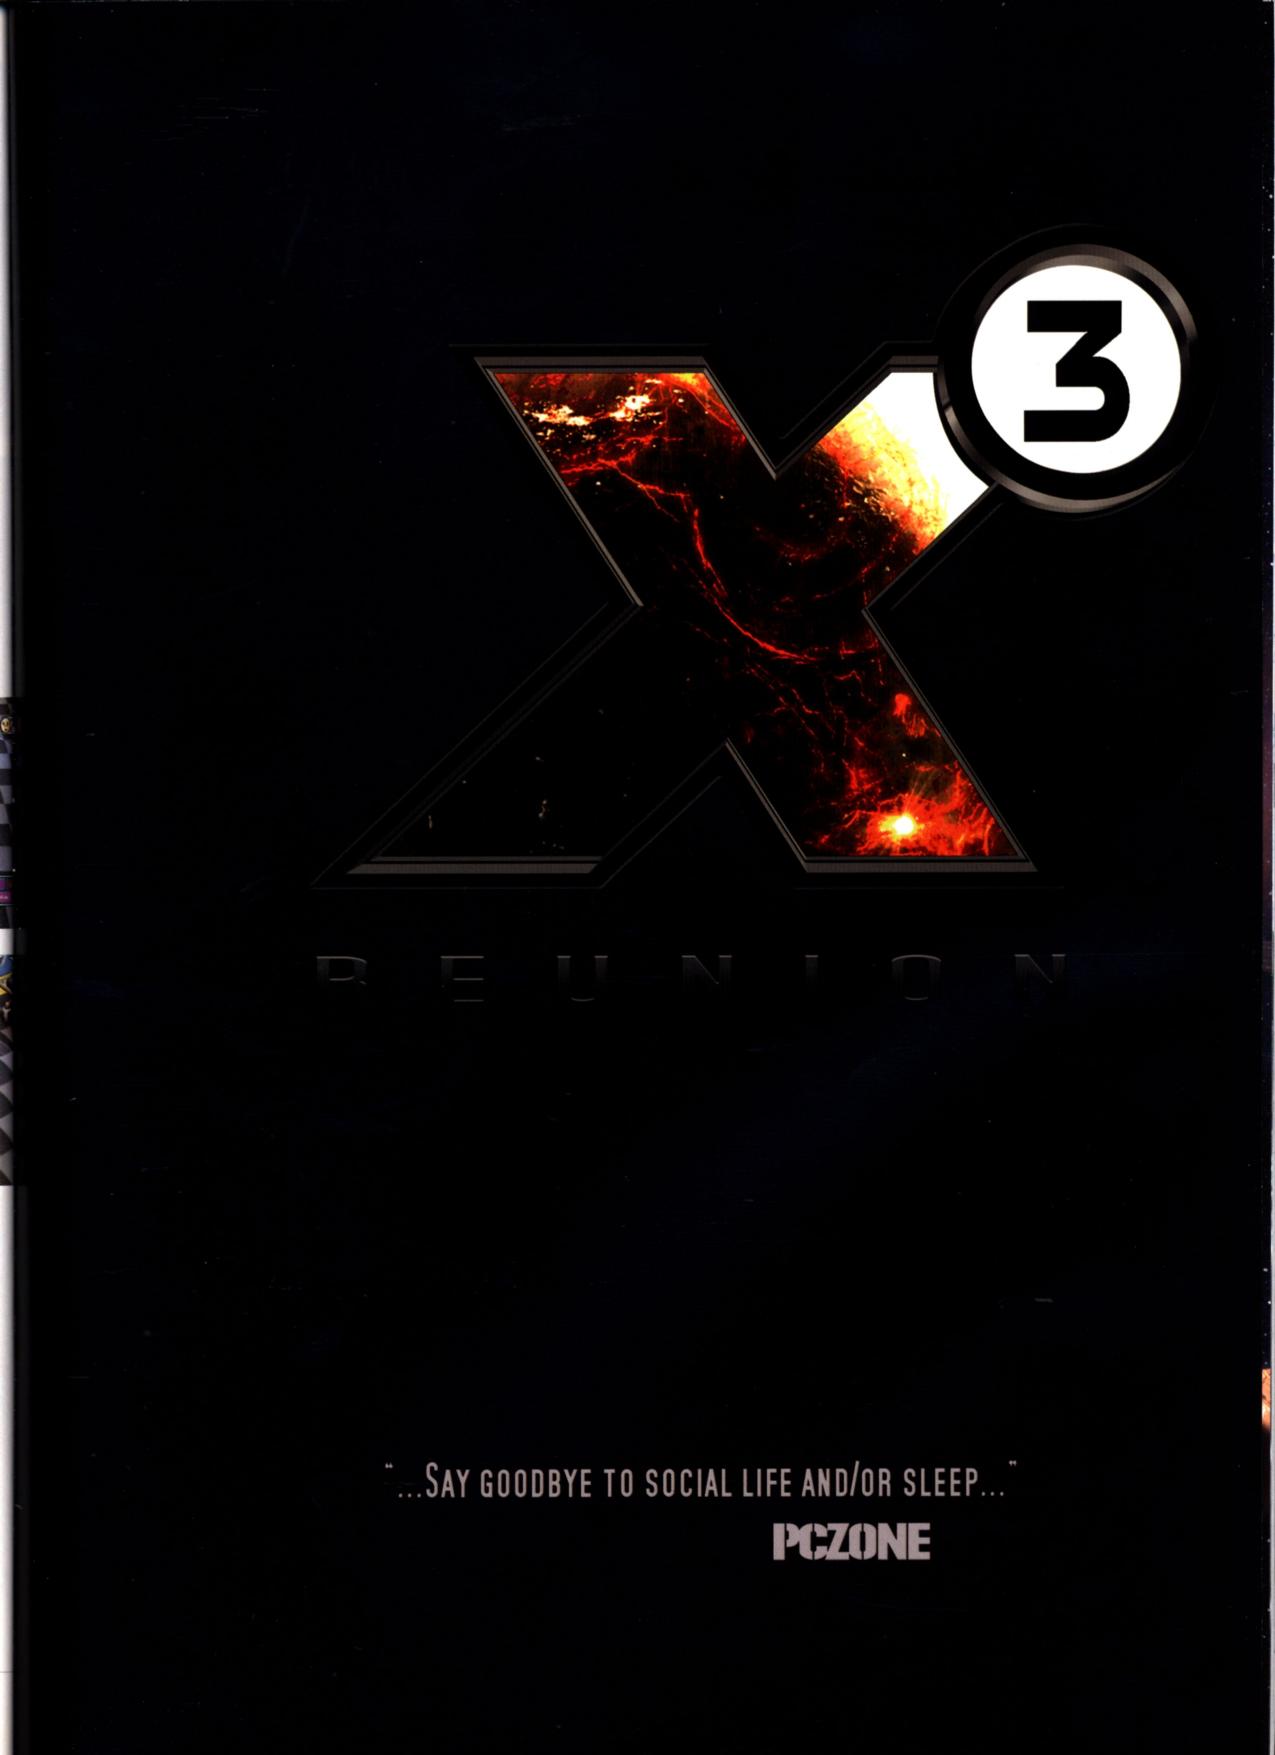 X3
REUNION
"...SAY GOODBYE TO SOCIAL LIFE AND/OR SLEEP..."
PCZONE